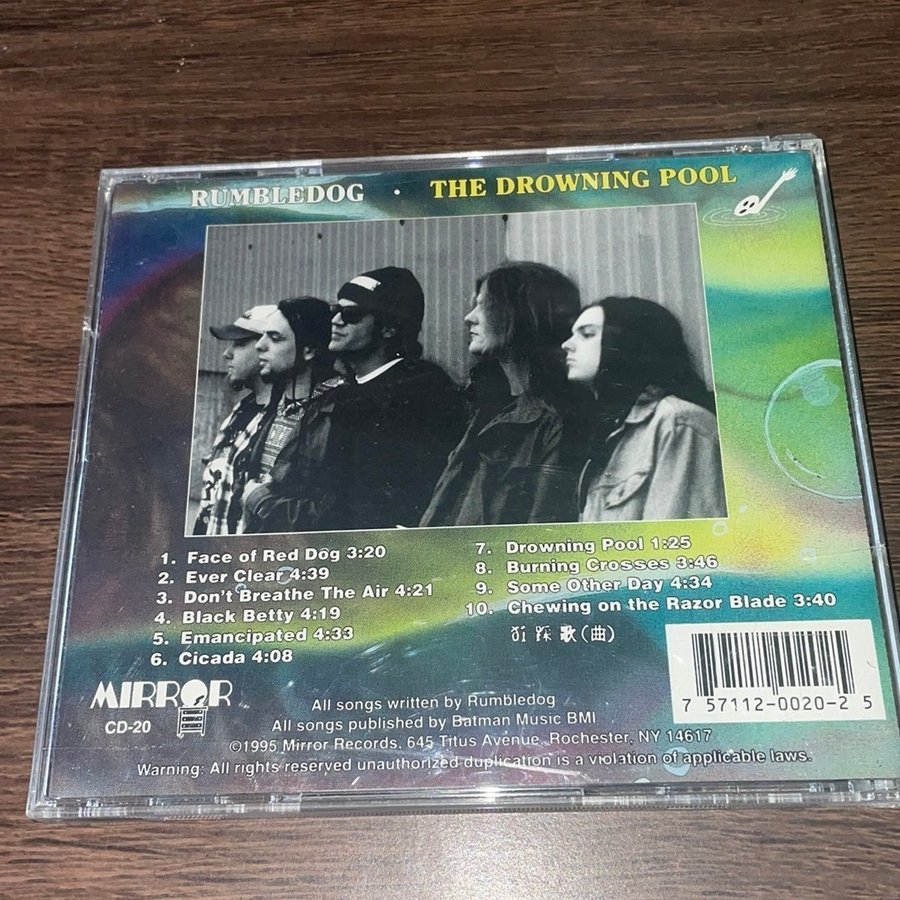 RUMBLEDOG · THE DROWNING POOL
1. Face of Red Dog 3:20
2. Ever Clear 4:39
3. Don't Breathe The Air 4:21
4. Black Betty 4:19
5. Emancipated 4:33
6. Cicada 4:08
7. Drowning Pool 1:25
8. Burning Crosses 3:46
9. Some Other Day 4:34
10. Chewing on the Razor Blade 3:40
歌(曲)
MIRROR
CD-20
All songs written by Rumbledog
All songs published by Batman Music BMI
©1995 Mirror Records, 645 Titus Avenue, Rochester, NY 14617
Warning: All rights reserved unauthorized duplication is a violation of applicable laws.
7 57112-0020-2 5